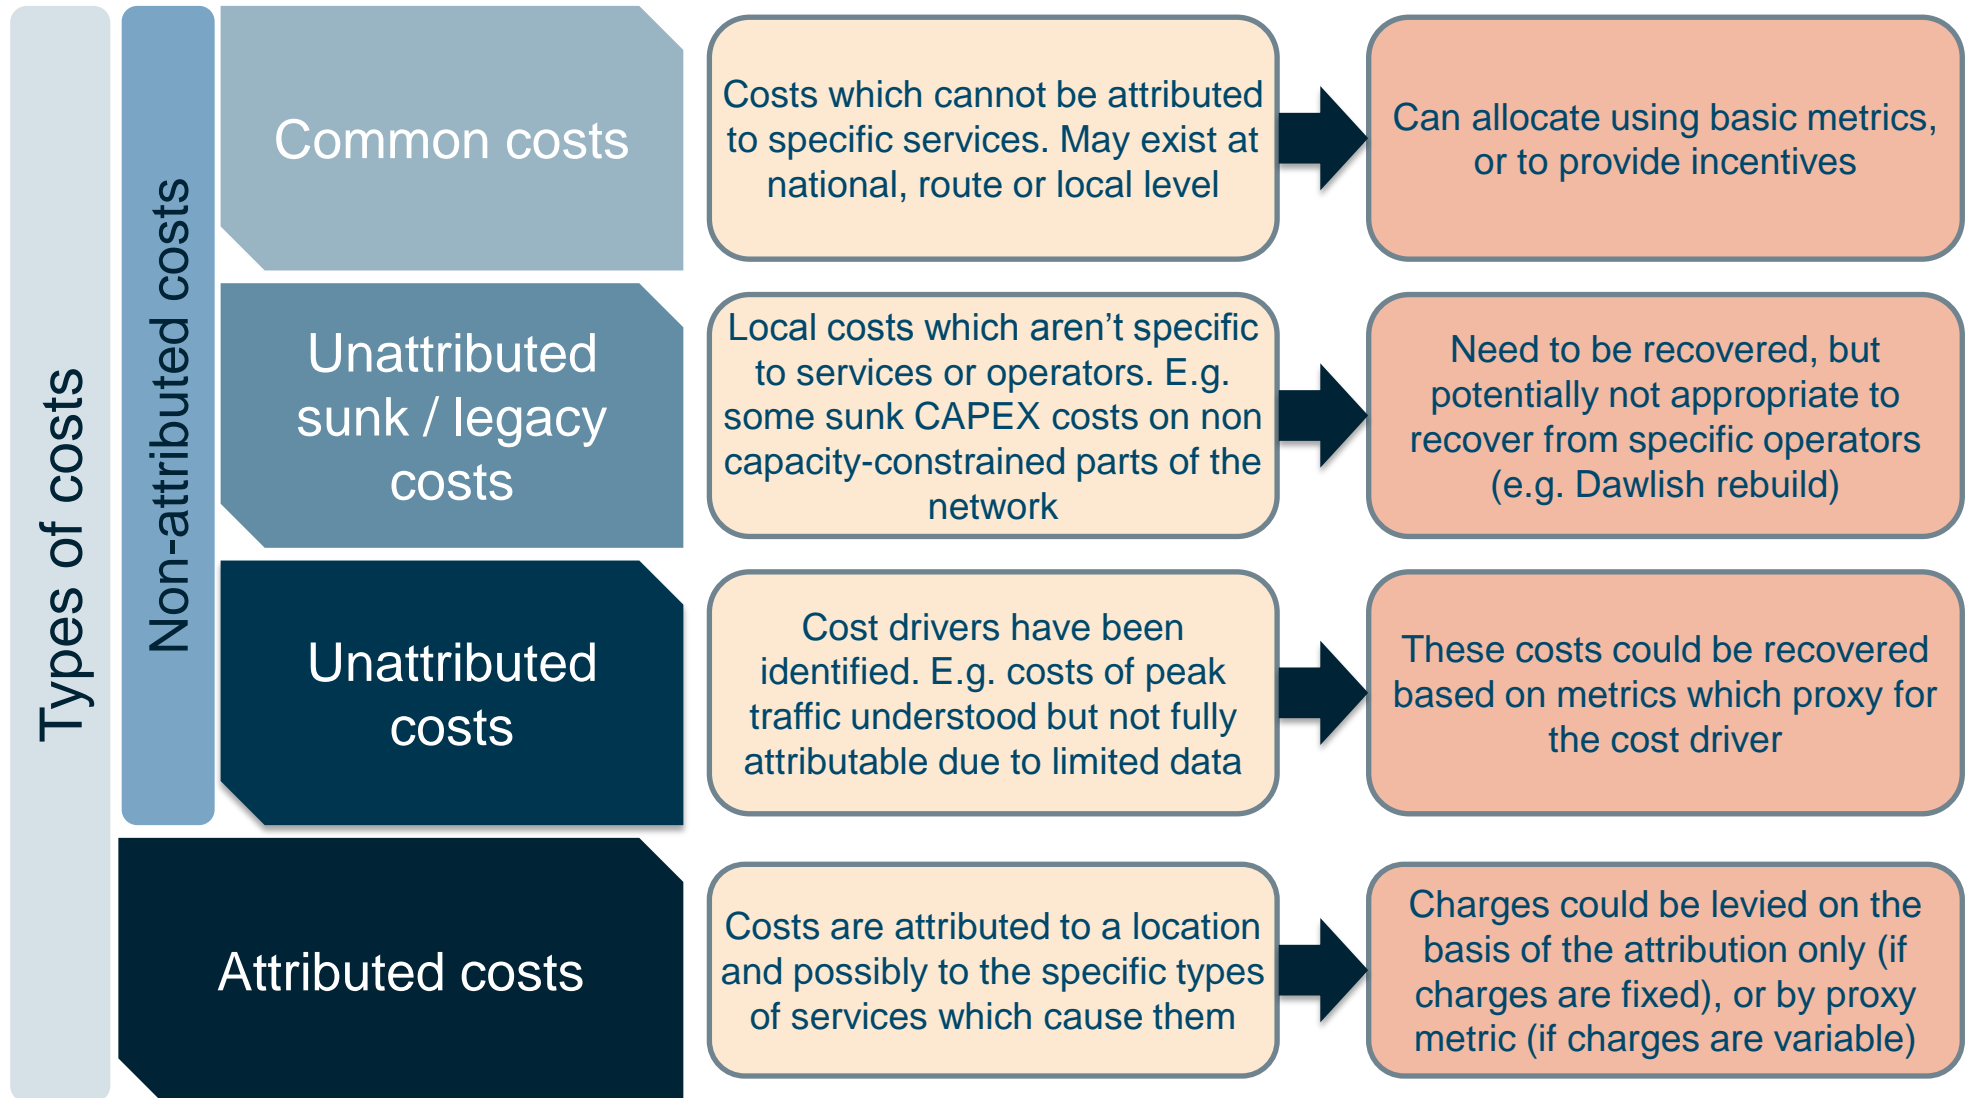 Types of costs
Non-attributed costs
Common costs
Costs which cannot be attributed
to specific services. May exist at
national, route or local level
Can allocate using basic metrics,
or to provide incentives
Unattributed
sunk / legacy
costs
Local costs which aren’t specific
to services or operators. E.g.
some sunk CAPEX costs on non
capacity-constrained parts of the
network
Need to be recovered, but
potentially not appropriate to
recover from specific operators
(e.g. Dawlish rebuild)
Unattributed
costs
Cost drivers have been
identified. E.g. costs of peak
traffic understood but not fully
attributable due to limited data
These costs could be recovered
based on metrics which proxy for
the cost driver
Attributed costs
Costs are attributed to a location
and possibly to the specific types
of services which cause them
Charges could be levied on the
basis of the attribution only (if
charges are fixed), or by proxy
metric (if charges are variable)